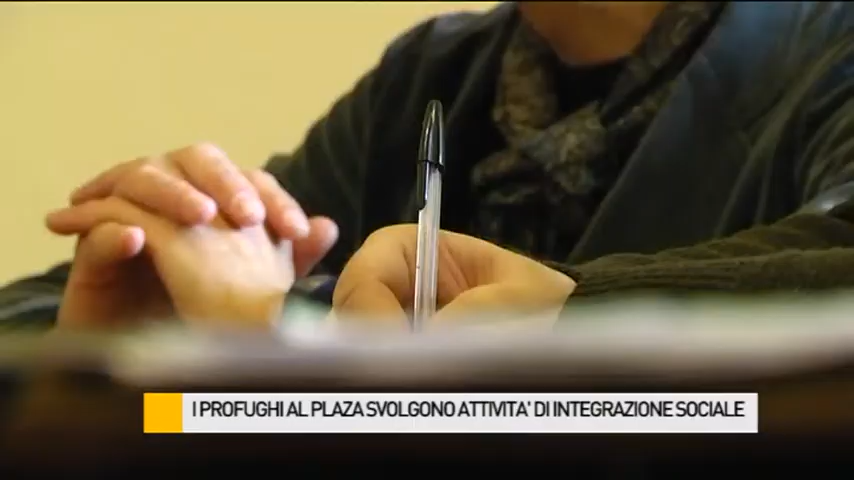 I PROFUGHI AL PLAZA SVOLGONO ATTIVITA' DI INTEGRAZIONE SOCIALE